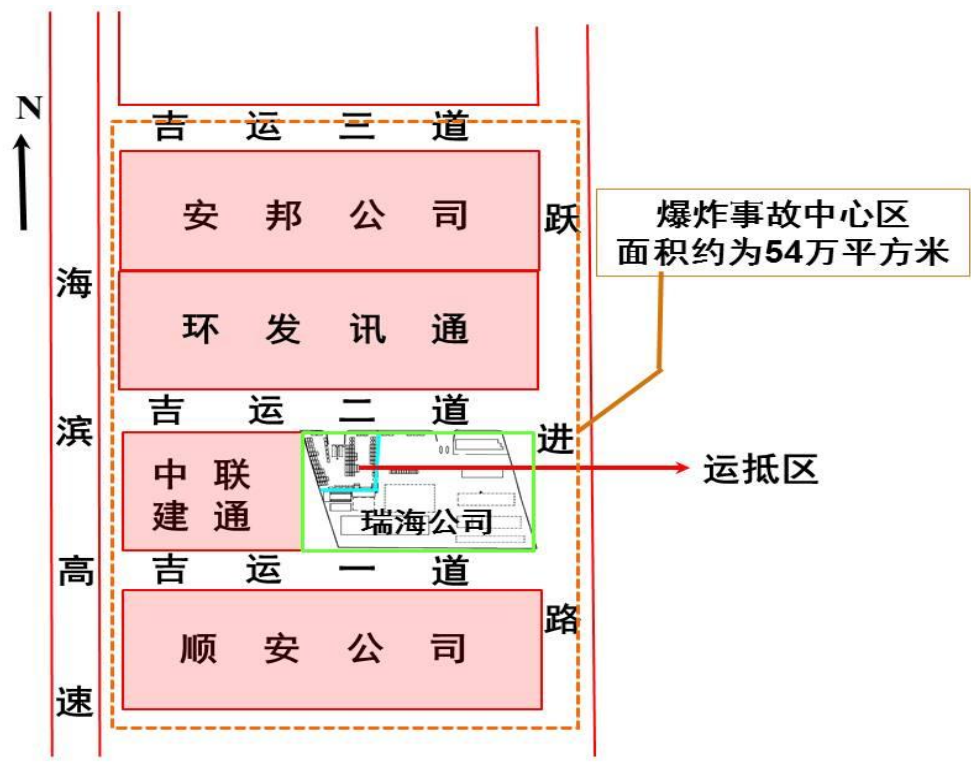 N
吉运三道
安邦公司
跃
爆炸事故中心区
面积约为54万平方米
海
环发讯通
吉运二道
滨
进
中联
建通
运抵区
瑞海公司
高
吉运一道
路
顺安公司
速